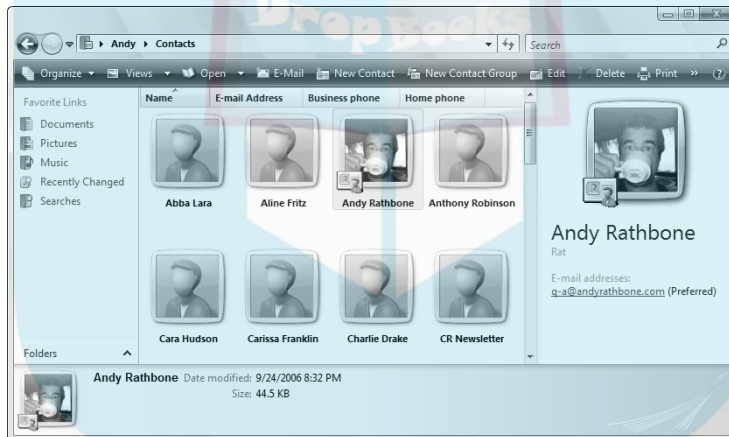 Drop Books
Andy Contacts
Search
Organize Views Open E-Mail New Contact New Contact Group Edit Delete Print » ?
Favorite Links
Documents
Pictures
Music
Recently Changed
Searches
Folders
Name E-mail Address Business phone Home phone
Abba Lara Aline Fritz Andy Rathbone Anthony Robinson
Cara Hudson Carissa Franklin Charlie Drake CR Newsletter
Andy Rathbone
Rat
E-mail addresses:
q-a@andyrathbone.com (Preferred)
Andy Rathbone Date modified: 9/24/2006 8:32 PM
Size: 44.5 KB